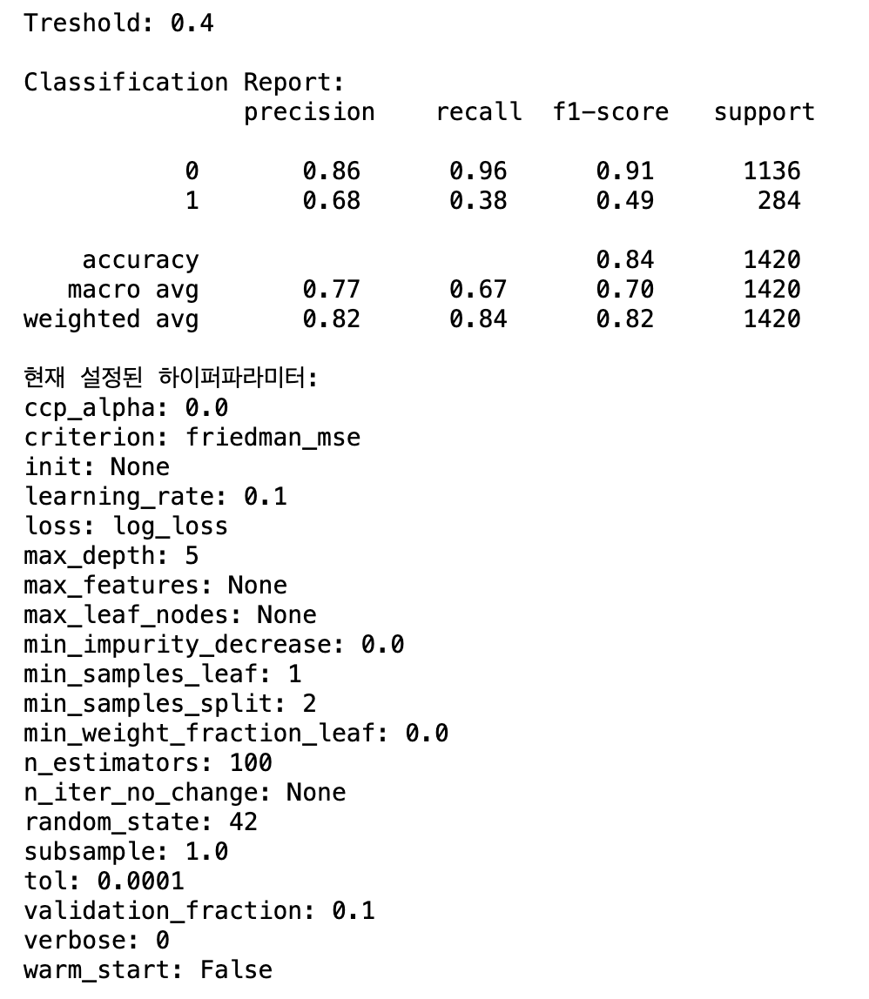 Treshold: 0.4
Classification Report:
precision recall f1-score support
0 0.86 0.96 0.91 1136
1 0.68 0.38 0.49 284
accuracy 0.84 1420
macro avg 0.77 0.67 0.70 1420
weighted avg 0.82 0.84 0.82 1420
현재 설정된 하이퍼파라미터:
ccp_alpha: 0.0
criterion: friedman_mse
init: None
learning_rate: 0.1
loss: log_loss
max_depth: 5
max_features: None
max_leaf_nodes: None
min_impurity_decrease: 0.0
min_samples_leaf: 1
min_samples_split: 2
min_weight_fraction_leaf: 0.0
n_estimators: 100
n_iter_no_change: None
random_state: 42
subsample: 1.0
tol: 0.0001
validation_fraction: 0.1
verbose: 0
warm_start: False